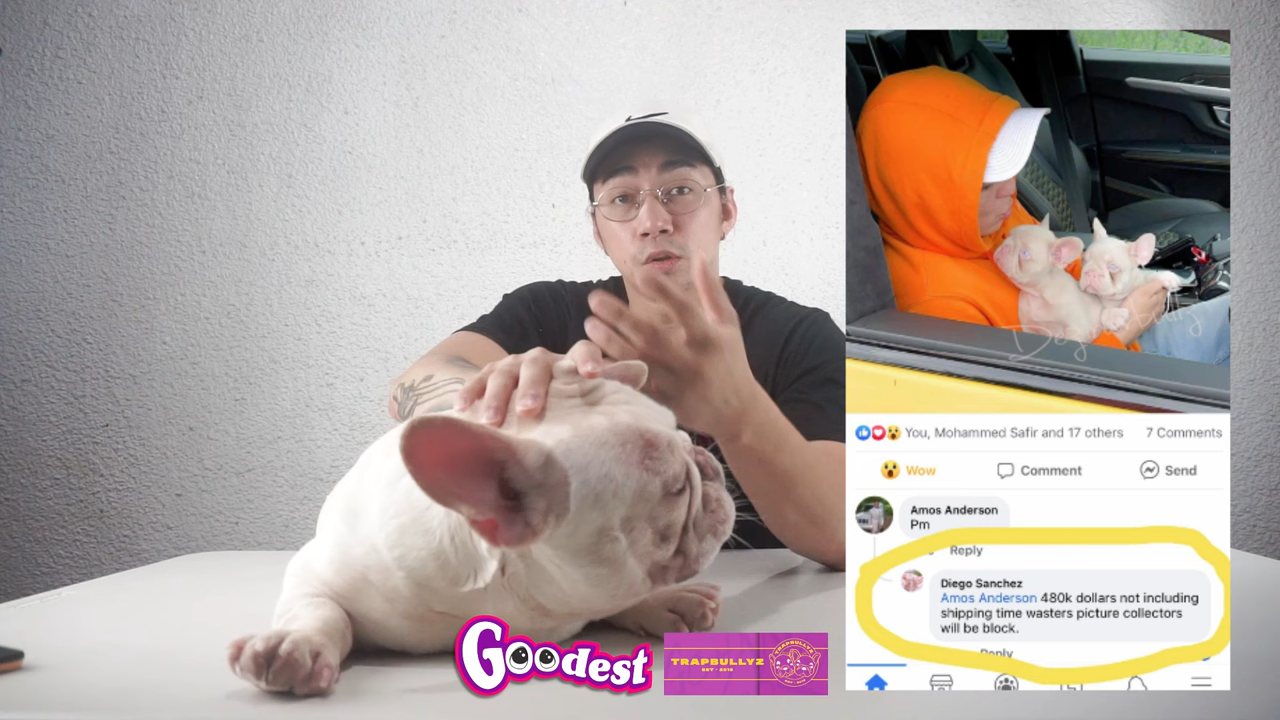 Goodest
TRAPBULLYZ
You, Mohammed Safir and 17 others 7 Comments
Wow Comment Send
Amos Anderson
Pm
Reply
Diego Sanchez
Amos Anderson 480k dollars not including
shipping time wasters picture collectors
will be block.
Reply